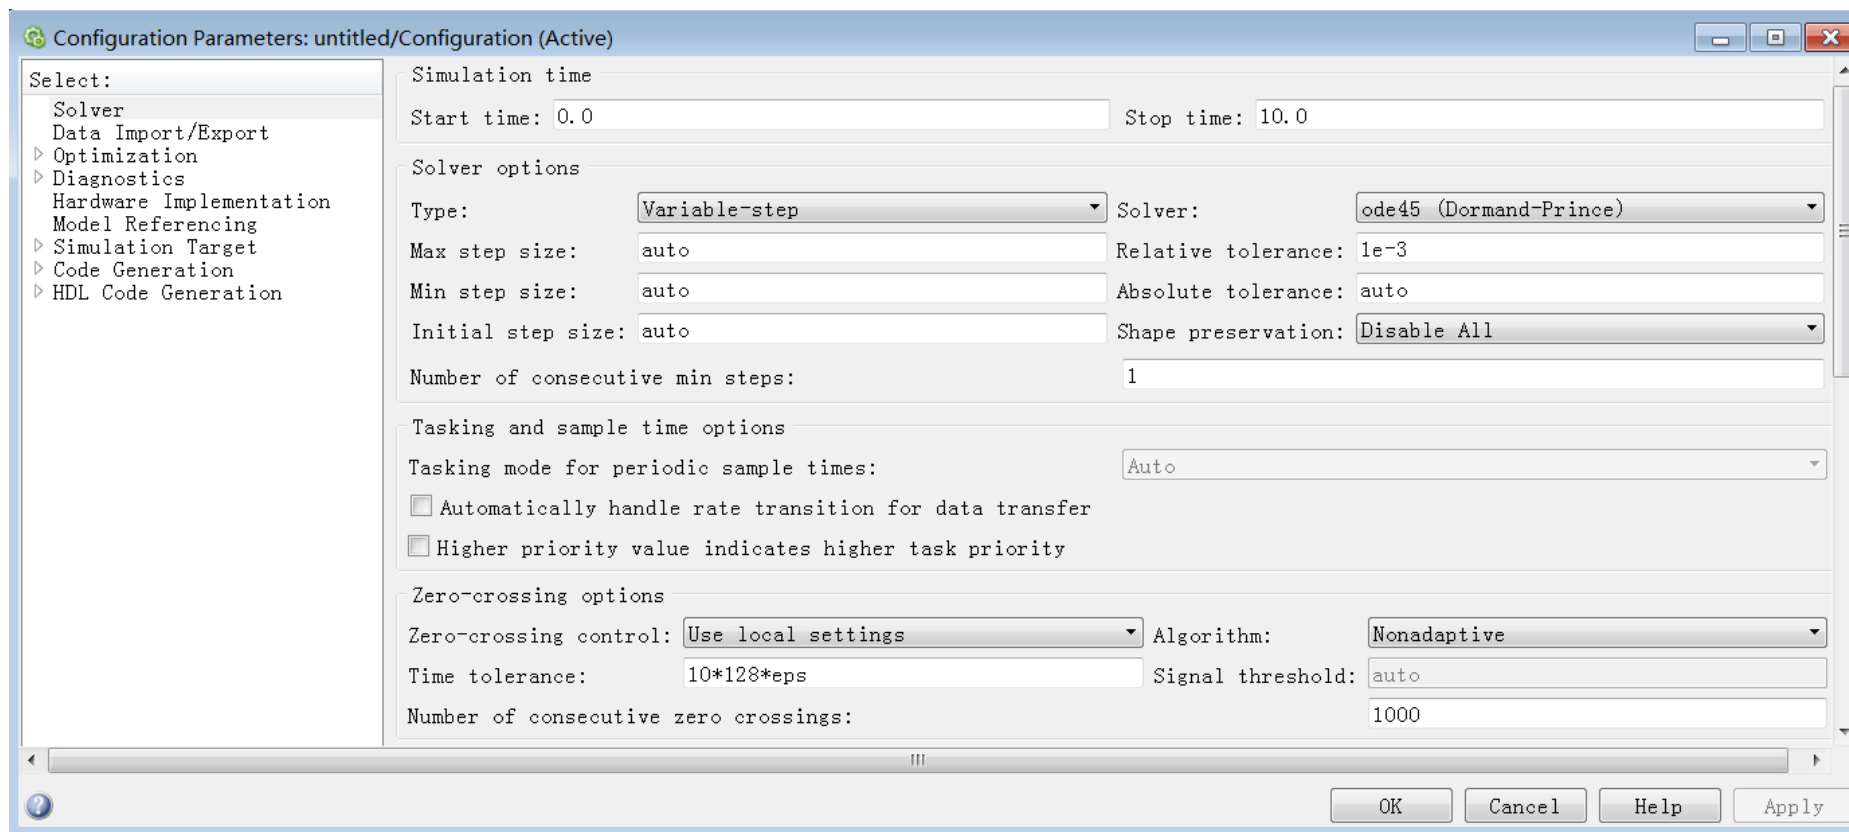 Configuration Parameters: untitled/Configuration (Active)
Select:
Solver
Data Import/Export
Optimization
Diagnostics
Hardware Implementation
Model Referencing
Simulation Target
Code Generation
HDL Code Generation
Simulation time
Start time: 0.0 Stop time: 10.0
Solver options
Type: Variable-step Solver: ode45 (Dormand-Prince)
Max step size: auto Relative tolerance: 1e-3
Min step size: auto Absolute tolerance: auto
Initial step size: auto Shape preservation: Disable All
Number of consecutive min steps: 1
Tasking and sample time options
Tasking mode for periodic sample times: Auto
Automatically handle rate transition for data transfer
Higher priority value indicates higher task priority
Zero-crossing options
Zero-crossing control: Use local settings Algorithm: Nonadaptive
Time tolerance: 10*128*eps Signal threshold: auto
Number of consecutive zero crossings: 1000
OK Cancel Help Apply